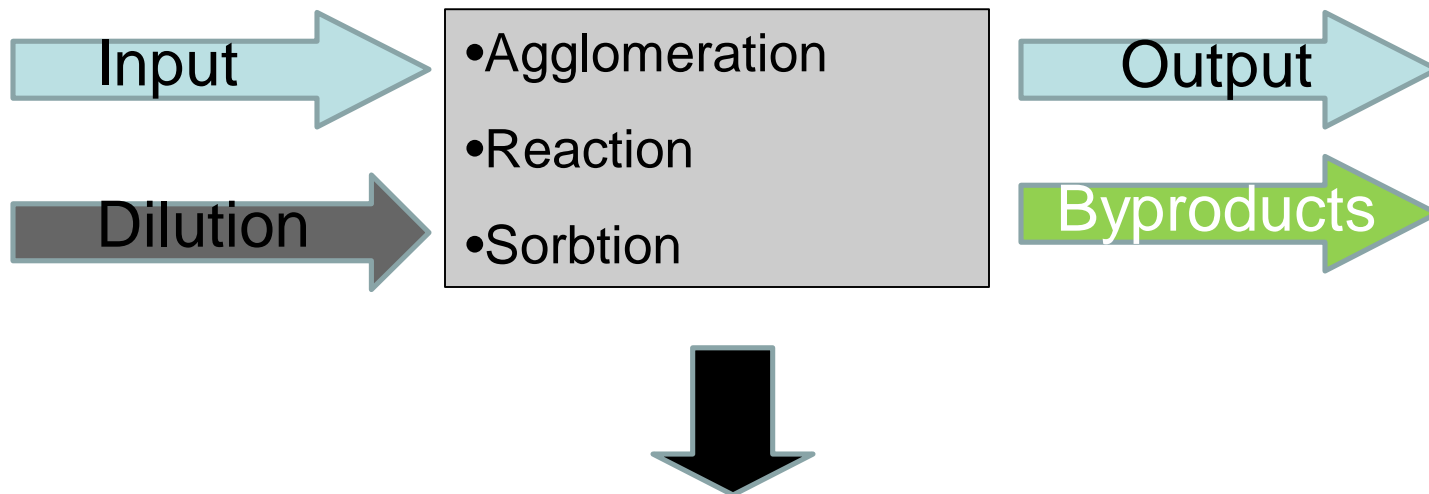 Input
Dilution
•Agglomeration
•Reaction
•Sorbtion
Output
Byproducts